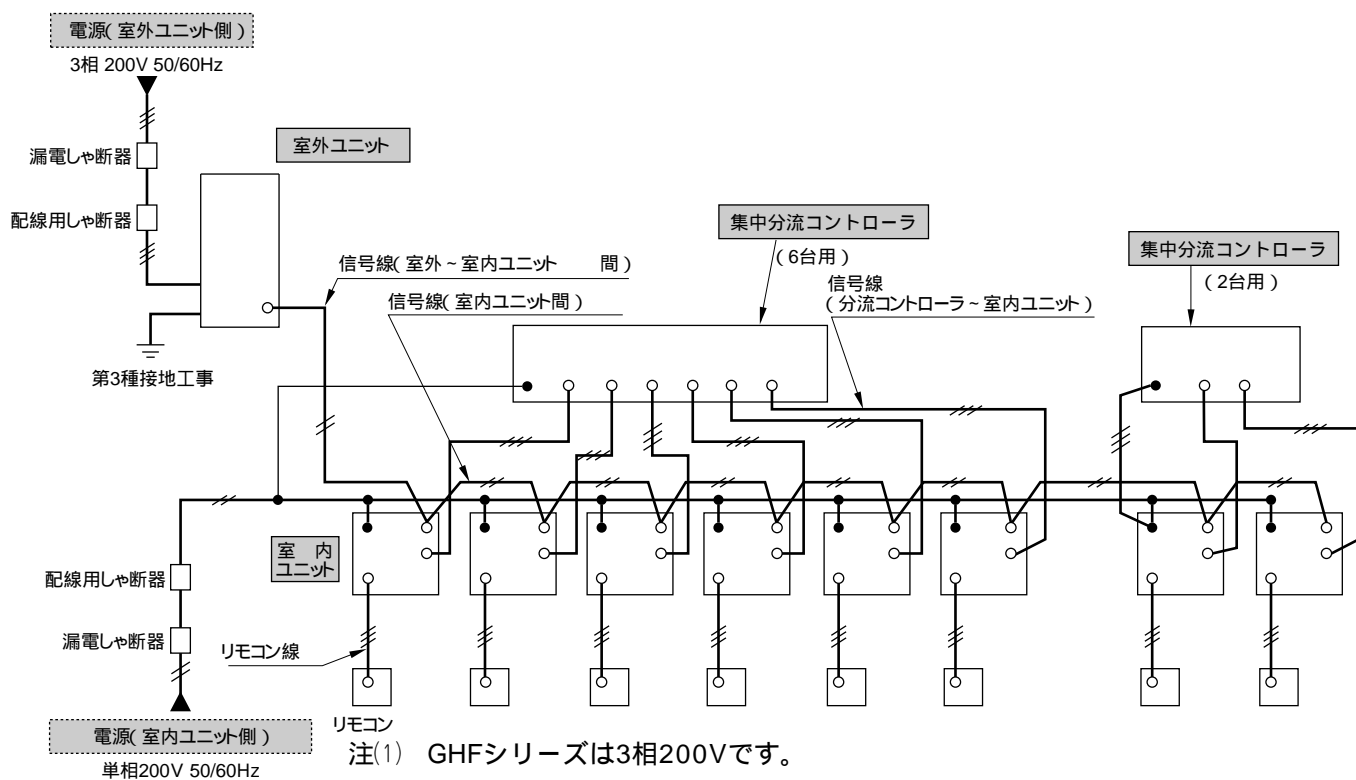 電源(室外ユニット側)
3相 200V 50/60Hz
漏電しゃ断器
配線用しゃ断器
室外ユニット
第3種接地工事
信号線(室外~室内ユニット 間)
信号線(室内ユニット間)
集中分流コントローラ
(6台用)
信号線
(分流コントローラ~室内ユニット)
集中分流コントローラ
(2台用)
室 内
ユニット
配線用しゃ断器
漏電しゃ断器
リモコン線
リモコン
電源(室内ユニット側)
単相200V 50/60Hz
注⑴ GHFシリーズは3相200Vです。